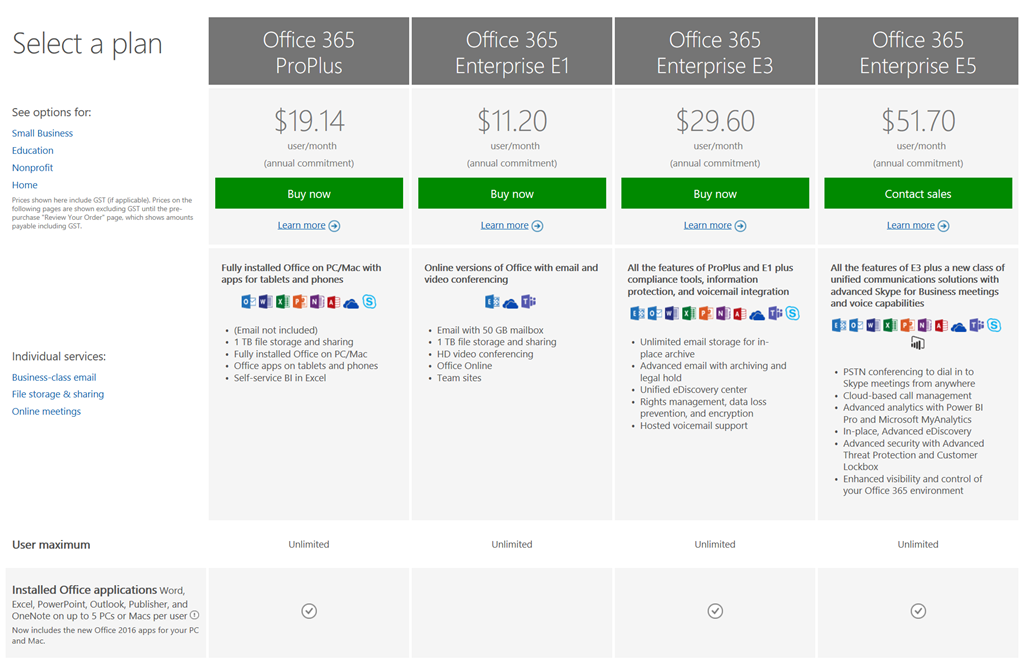 Select a plan
See options for:
Small Business
Education
Nonprofit
Home
Prices shown here include GST (if applicable). Prices on the
following pages are shown excluding GST until the pre-
purchase "Review Your Order" page, which shows amounts
payable including GST.
Individual services:
Business-class email
File storage & sharing
Online meetings
Office 365
ProPlus
$19.14
user/month
(annual commitment)
Buy now
Learn more
Fully installed Office on PC/Mac with
apps for tablets and phones
• (Email not included)
• 1 TB file storage and sharing
• Fully installed Office on PC/Mac
• Office apps on tablets and phones
• Self-service BI in Excel
Office 365
Enterprise E1
$11.20
user/month
(annual commitment)
Buy now
Learn more
Online versions of Office with email and
video conferencing
• Email with 50 GB mailbox
• 1 TB file storage and sharing
• HD video conferencing
• Office Online
• Team sites
Office 365
Enterprise E3
$29.60
user/month
(annual commitment)
Buy now
Learn more
All the features of ProPlus and E1 plus
compliance tools, information
protection, and voicemail integration
• Unlimited email storage for in-
place archive
• Advanced email with archiving and
legal hold
• Unified eDiscovery center
• Rights management, data loss
prevention, and encryption
• Hosted voicemail support
Office 365
Enterprise E5
$51.70
user/month
(annual commitment)
Contact sales
Learn more
All the features of E3 plus a new class of
unified communications solutions with
advanced Skype for Business meetings
and voice capabilities
• PSTN conferencing to dial in to
Skype meetings from anywhere
• Cloud-based call management
• Advanced analytics with Power BI
Pro and Microsoft MyAnalytics
• In-place, Advanced eDiscovery
• Advanced security with Advanced
Threat Protection and Customer
Lockbox
• Enhanced visibility and control of
your Office 365 environment
User maximum
Unlimited
Unlimited
Unlimited
Unlimited
Installed Office applications Word,
Excel, PowerPoint, Outlook, Publisher, and
OneNote on up to 5 PCs or Macs per user
Now includes the new Office 2016 apps for your PC
and Mac.